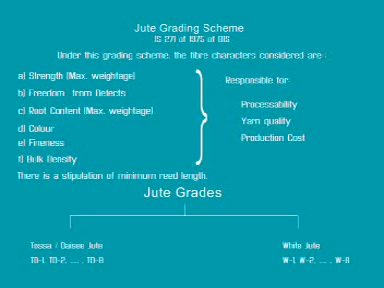 Jute Grading Scheme
IS 271 of 1975 of BIS
Under this grading scheme, the fibre characters considered are :
a) Strength (Max. weightage)
b) Freedom from Defects
c) Root Content (Max. weightage)
d) Colour
e) Fineness
f) Bulk Density
Responsible for:
Processability
Yarn quality
Production Cost
There is a stipulation of minimum reed length.
Jute Grades
Tossa / Daisee Jute
TD-1, TD-2, .... , TD-8
White Jute
W-1, W-2, .... , W-8